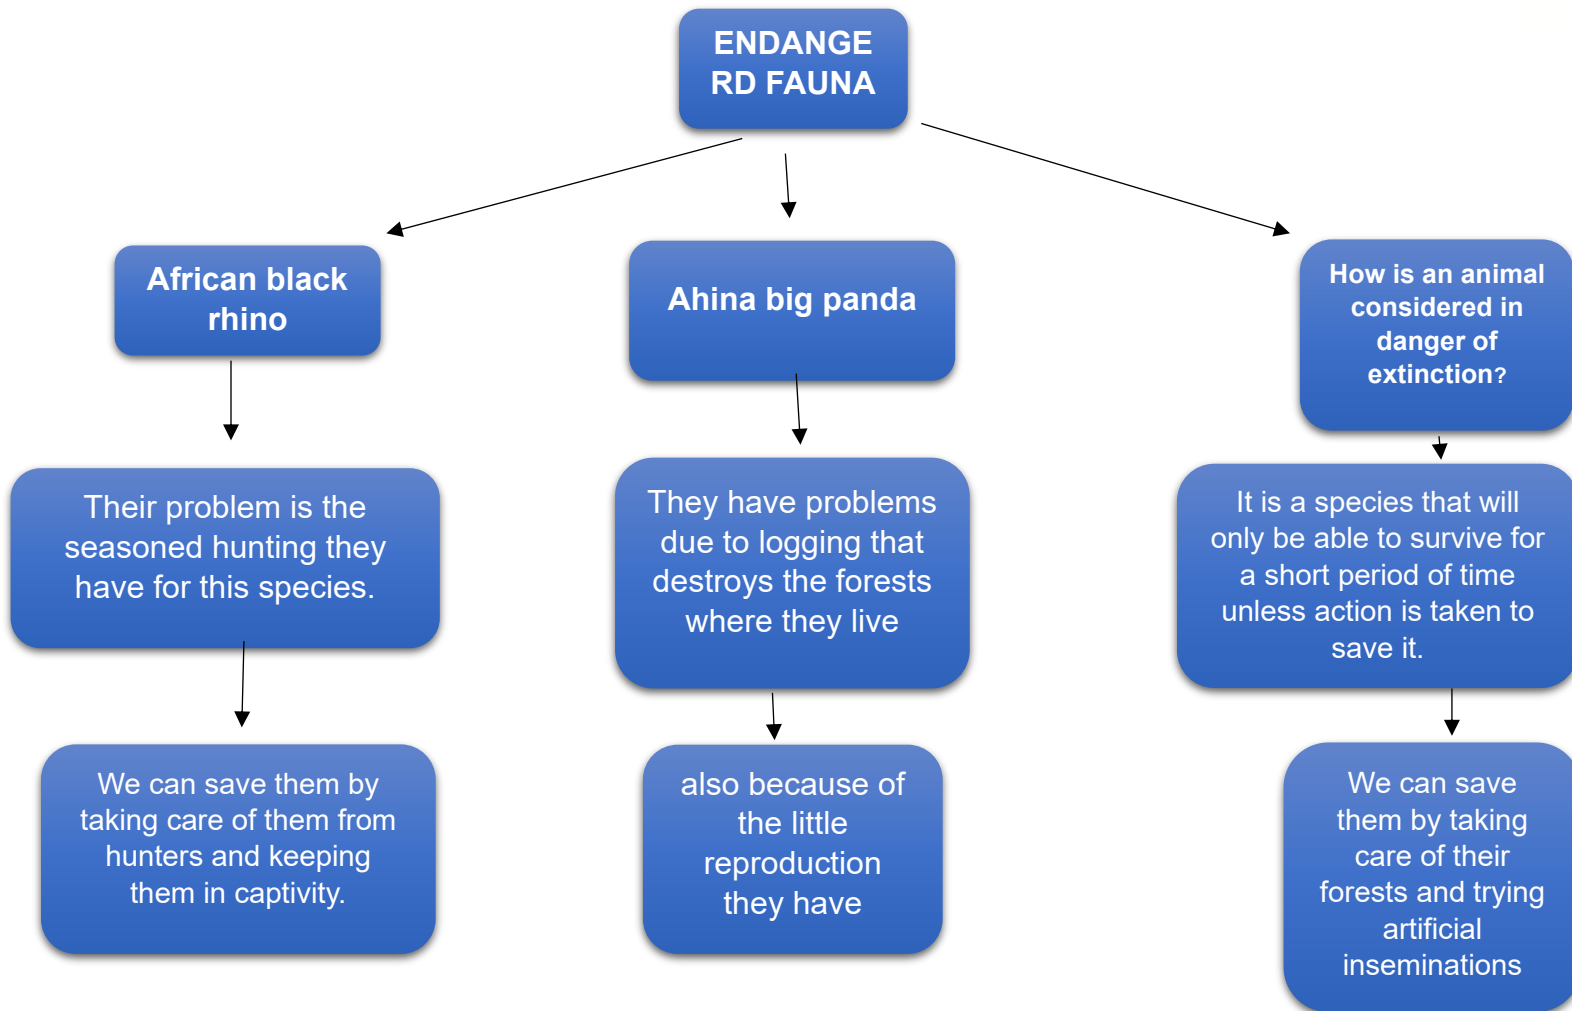 ENDANGE
RD FAUNA
African black
rhino
Ahina big panda
How is an animal
considered in
danger of
extinction?
Their problem is the
seasoned hunting they
have for this species.
They have problems
due to logging that
destroys the forests
where they live
It is a species that will
only be able to survive for
a short period of time
unless action is taken to
save it.
We can save them by
taking care of them from
hunters and keeping
them in captivity.
also because of
the little
reproduction
they have
We can save
them by taking
care of their
forests and trying
artificial
inseminations